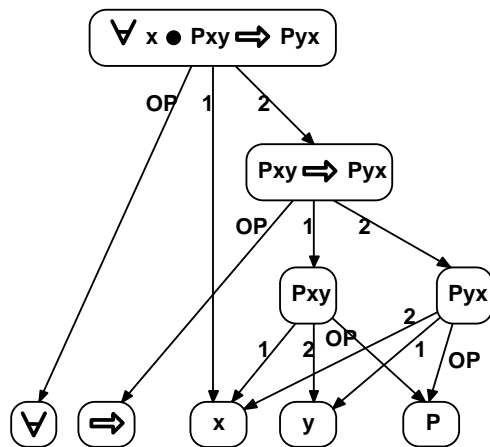 ∀ x ● Pxy ⇒ Pyx
OP 1 2
Pxy ⇒ Pyx
OP 1 2
Pxy Pyx
1 2 OP 2 1 OP
∀ ⇒ x y P